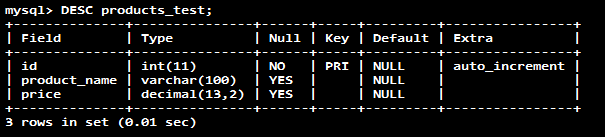 mysql> DESC products_test;
+--------------+---------------+------+-----+---------+----------------+
| Field        | Type          | Null | Key | Default | Extra          |
+--------------+---------------+------+-----+---------+----------------+
| id           | int(11)       | NO   | PRI | NULL    | auto_increment |
| product_name | varchar(100)  | YES  |     | NULL    |                |
| price        | decimal(13,2) | YES  |     | NULL    |                |
+--------------+---------------+------+-----+---------+----------------+
3 rows in set (0.01 sec)